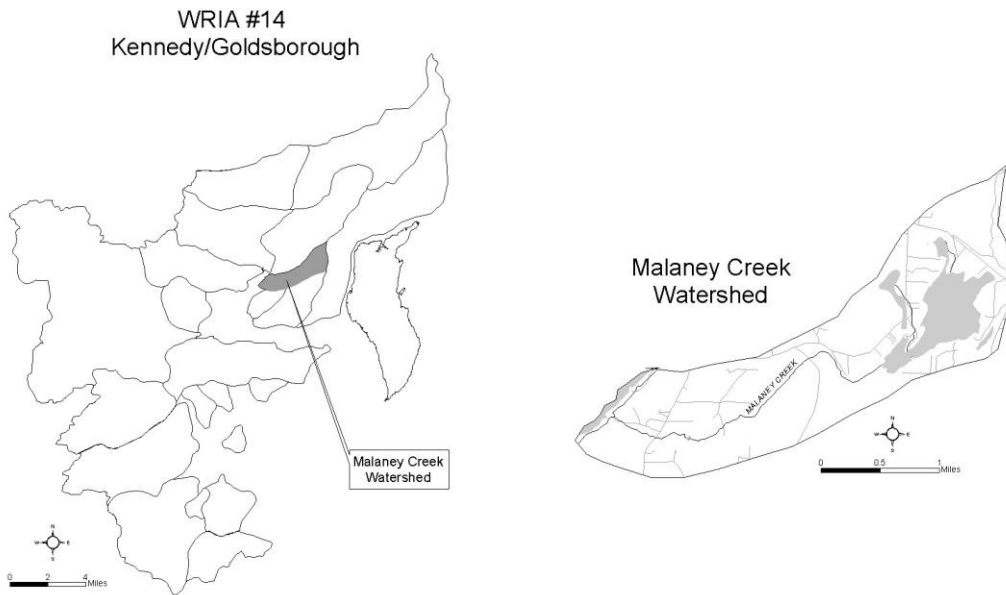 WRIA #14
Kennedy/Goldsborough
Malaney Creek
Watershed
N
W E
S
0 2 4
Miles
Malaney Creek
Watershed
MALANEY CREEK
N
W E
S
0 0.5 1
Miles